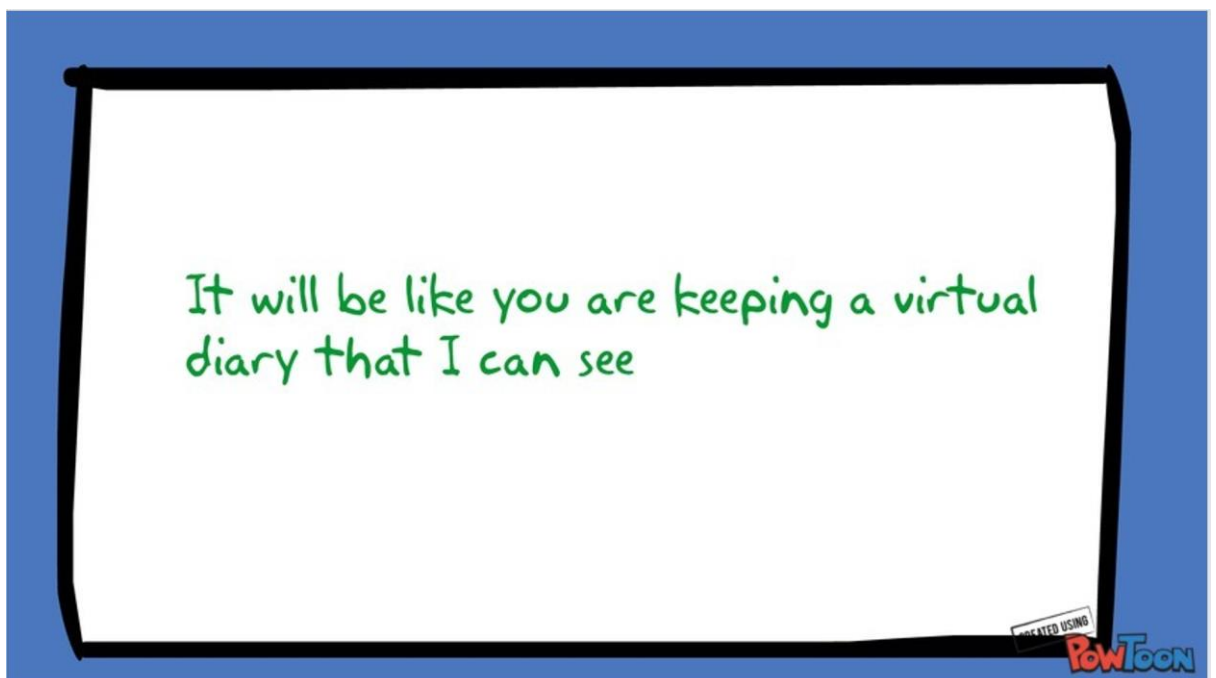 It will be like you are keeping a virtual
diary that I can see
CREATED USING
POWTOON